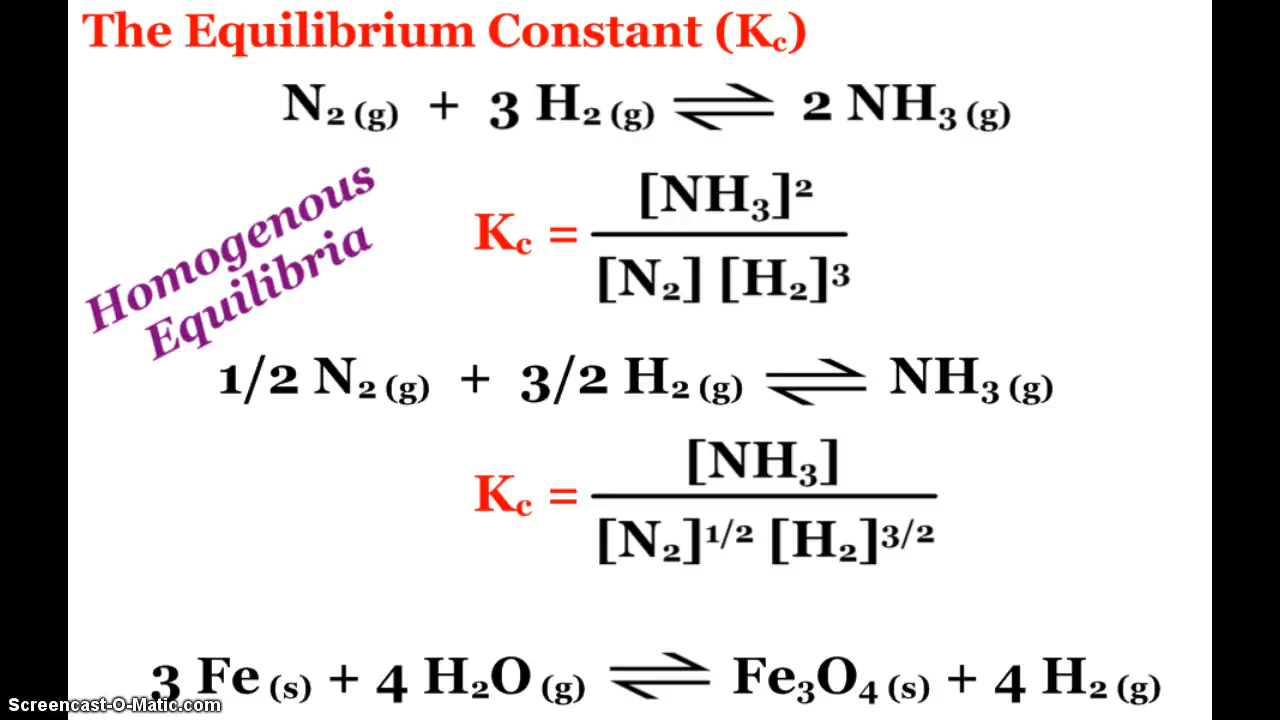 The Equilibrium Constant (Kc)
N₂ (g) + 3 H₂ (g) ⇌ 2 NH₃ (g)
Homogenous
Equilibria
Kc = [NH₃]² / [N₂] [H₂]³
1/2 N₂ (g) + 3/2 H₂ (g) ⇌ NH₃ (g)
Kc = [NH₃] / [N₂]^1/2 [H₂]^3/2
3 Fe (s) + 4 H₂O (g) ⇌ Fe₃O₄ (s) + 4 H₂ (g)
Screencast-O-Matic.com